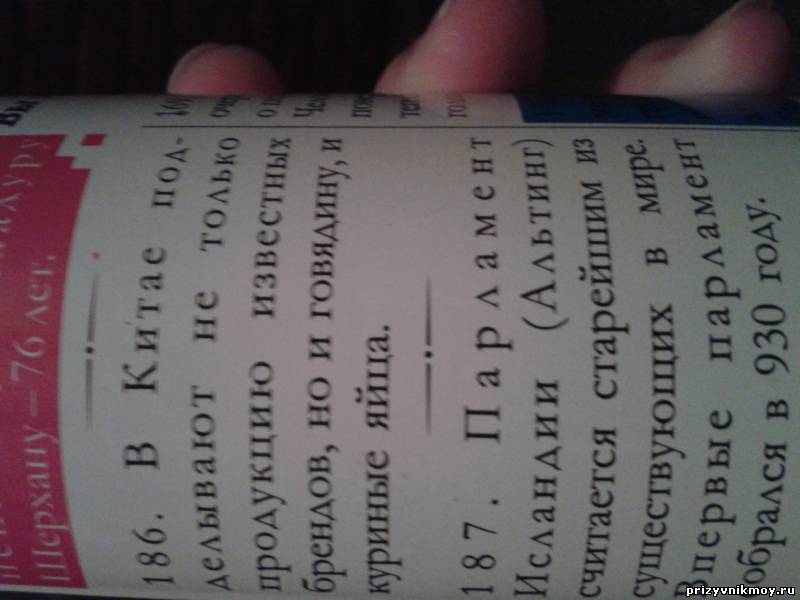 Шерхану – 76 лет.
186. В Китае под-
делывают не только
продукцию известных
брендов, но и говядину, и
куриные яйца.
187. Парламент
Исландии (Альтинг)
считается старейшим из
существующих в мире.
Впервые парламент
собрался в 930 году.
prizyvnikmoy.ru